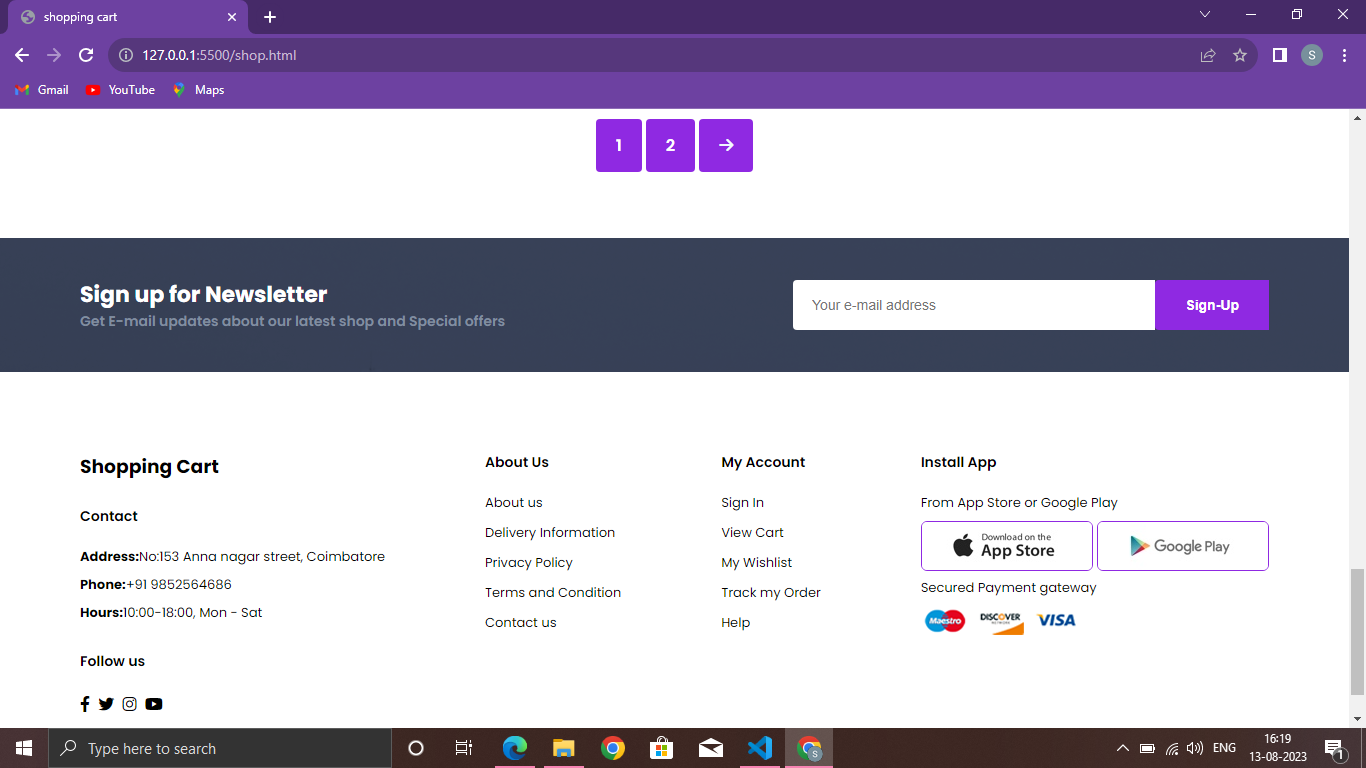 shopping cart
127.0.0.1:5500/shop.html
S
Gmail YouTube Maps
1 2
Sign up for Newsletter
Get E-mail updates about our latest shop and Special offers
Your e-mail address Sign-Up
Shopping Cart
Contact
Address:No:153 Anna nagar street, Coimbatore
Phone:+91 9852564686
Hours:10:00-18:00, Mon - Sat
Follow us
About Us
About us
Delivery Information
Privacy Policy
Terms and Condition
Contact us
My Account
Sign In
View Cart
My Wishlist
Track my Order
Help
Install App
From App Store or Google Play
Download on the
App Store
Google Play
Secured Payment gateway
Maestro DISCOVER VISA
NETWORK
Type here to search
S
ENG
16:19
13-08-2023
1